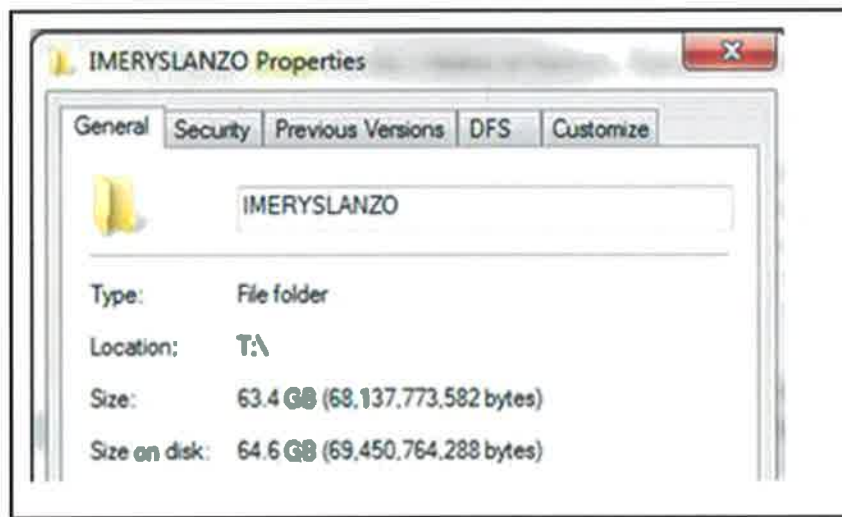 IMERYSLANZO Properties
General Security Previous Versions DFS Customize
IMERYSLANZO
Type: File folder
Location: T:\
Size: 63.4 GB (68,137,773,582 bytes)
Size on disk: 64.6 GB (69,450,764,288 bytes)